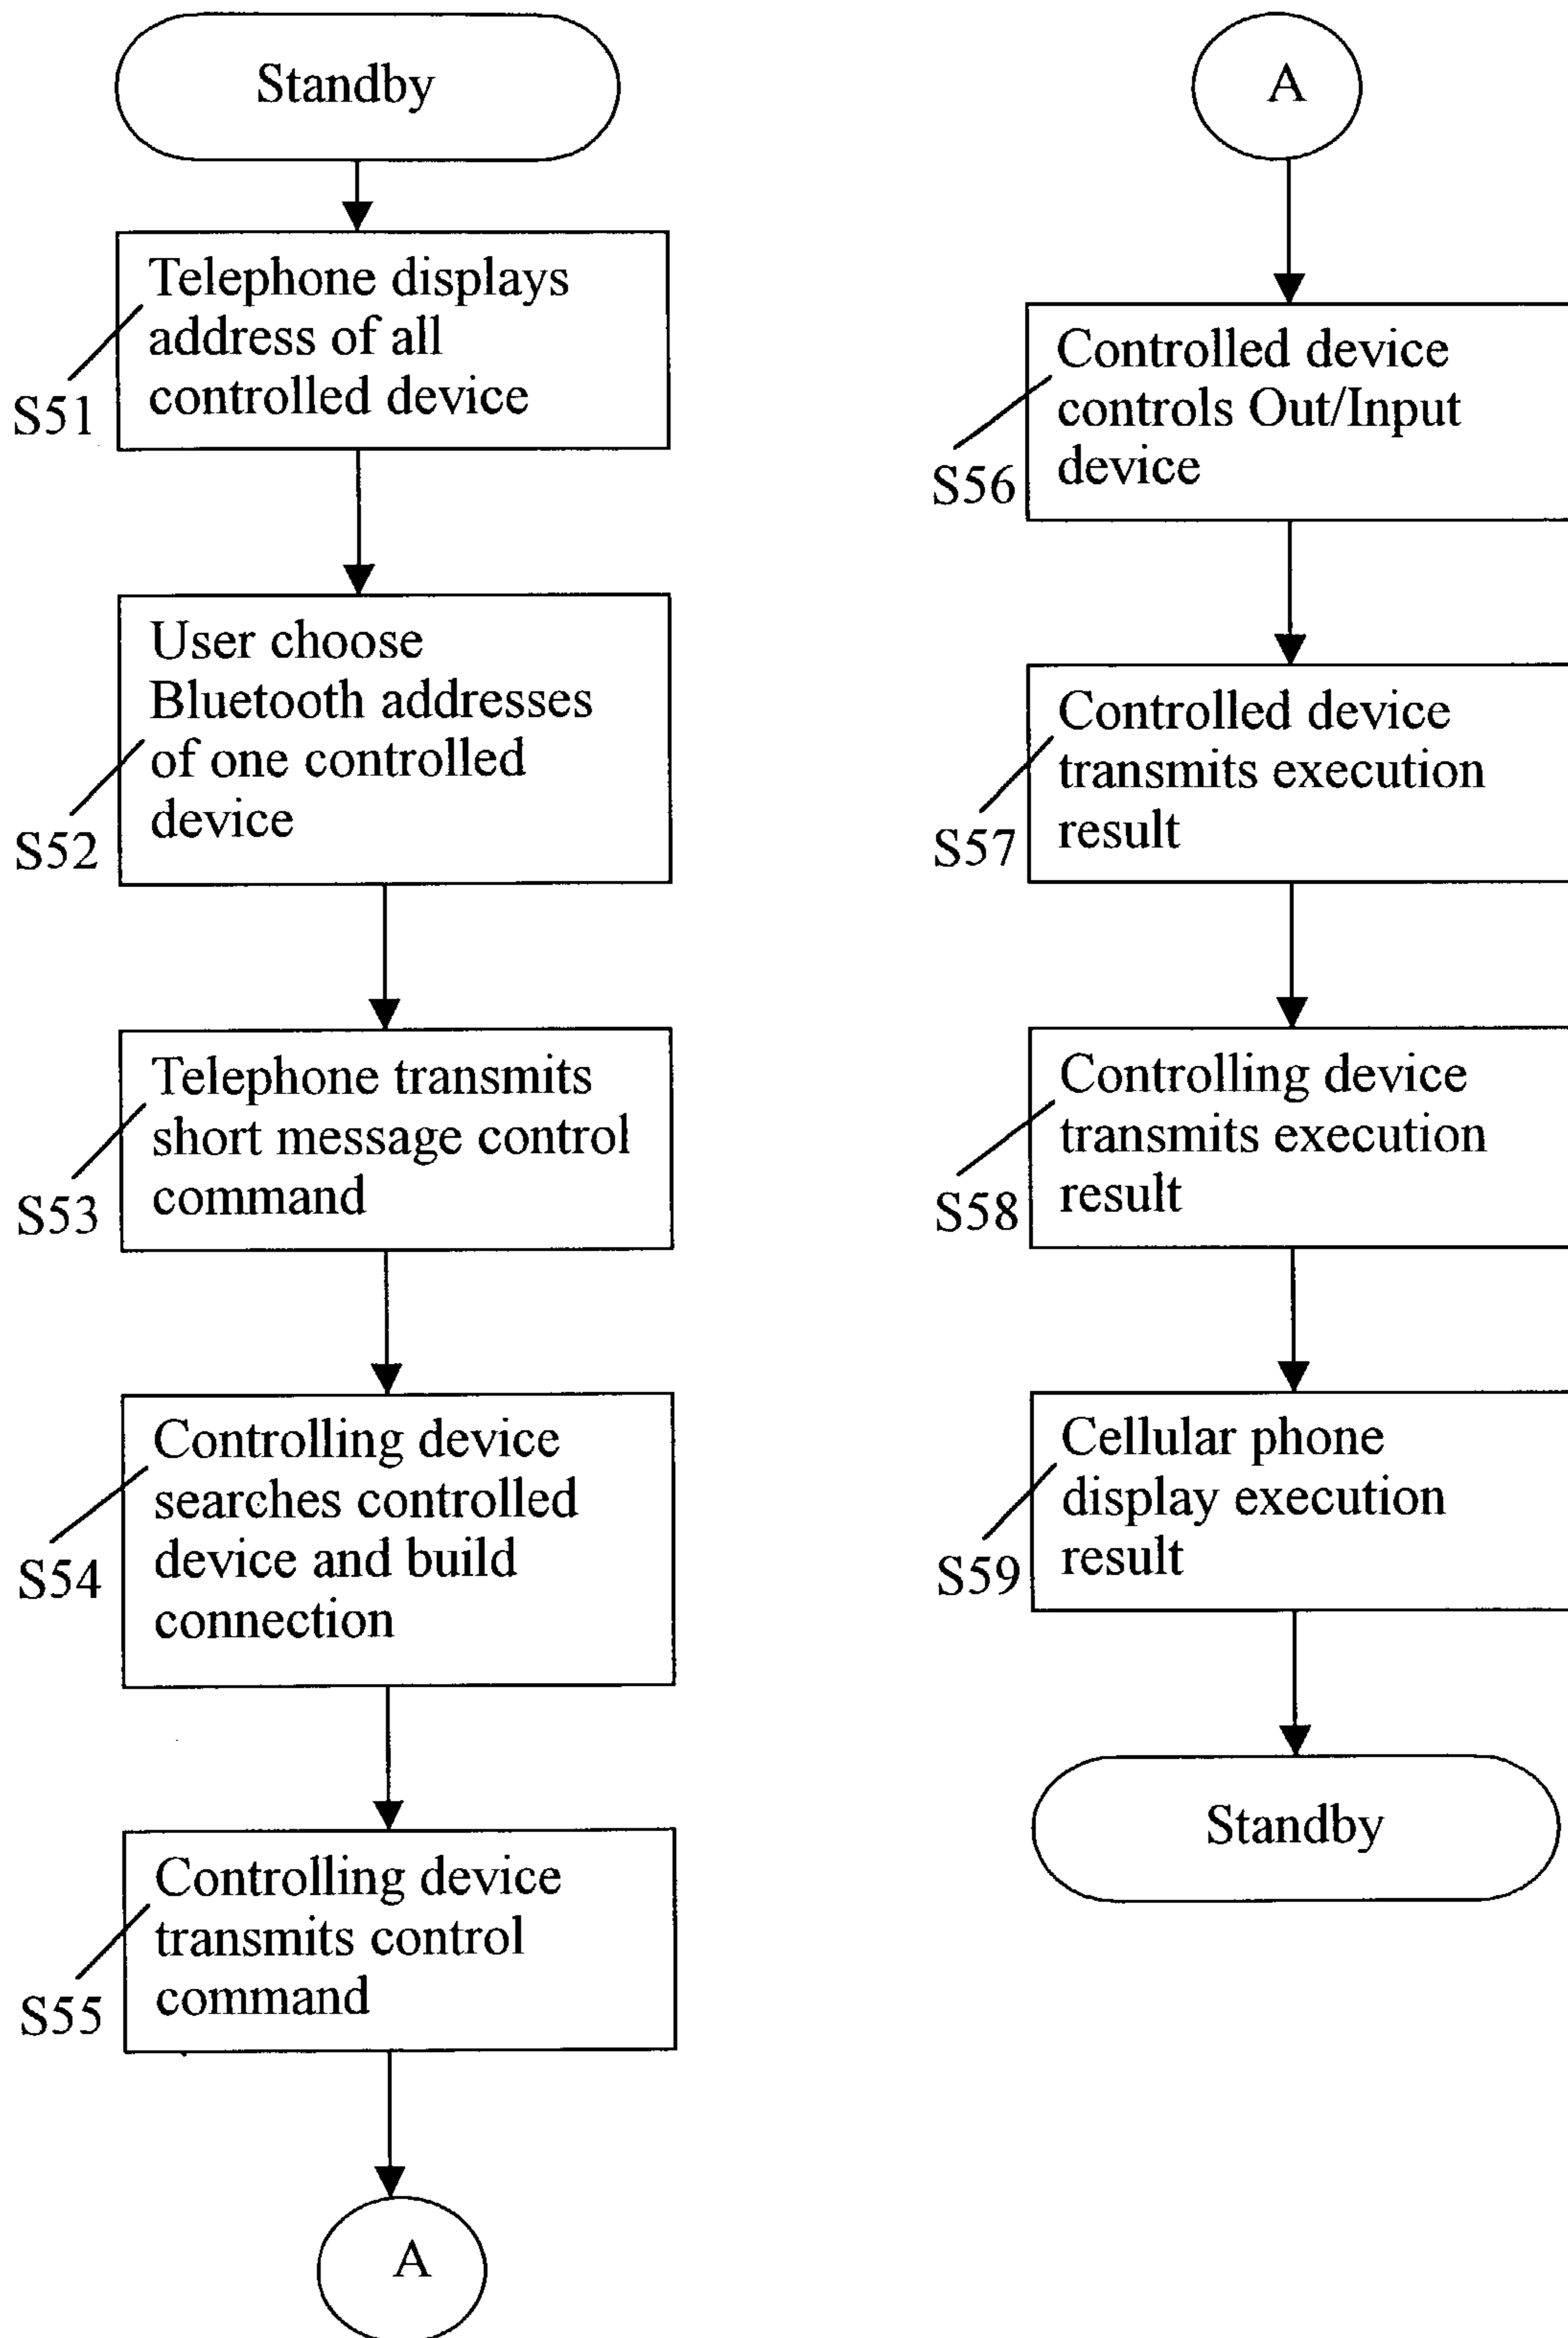 Standby
Telephone displays
address of all
controlled device
S51
User choose
Bluetooth addresses
of one controlled
device
S52
Telephone transmits
short message control
command
S53
Controlling device
searches controlled
device and build
connection
S54
Controlling device
transmits control
command
S55
A
A
Controlled device
controls Out/Input
device
S56
Controlled device
transmits execution
result
S57
Controlling device
transmits execution
result
S58
Cellular phone
display execution
result
S59
Standby